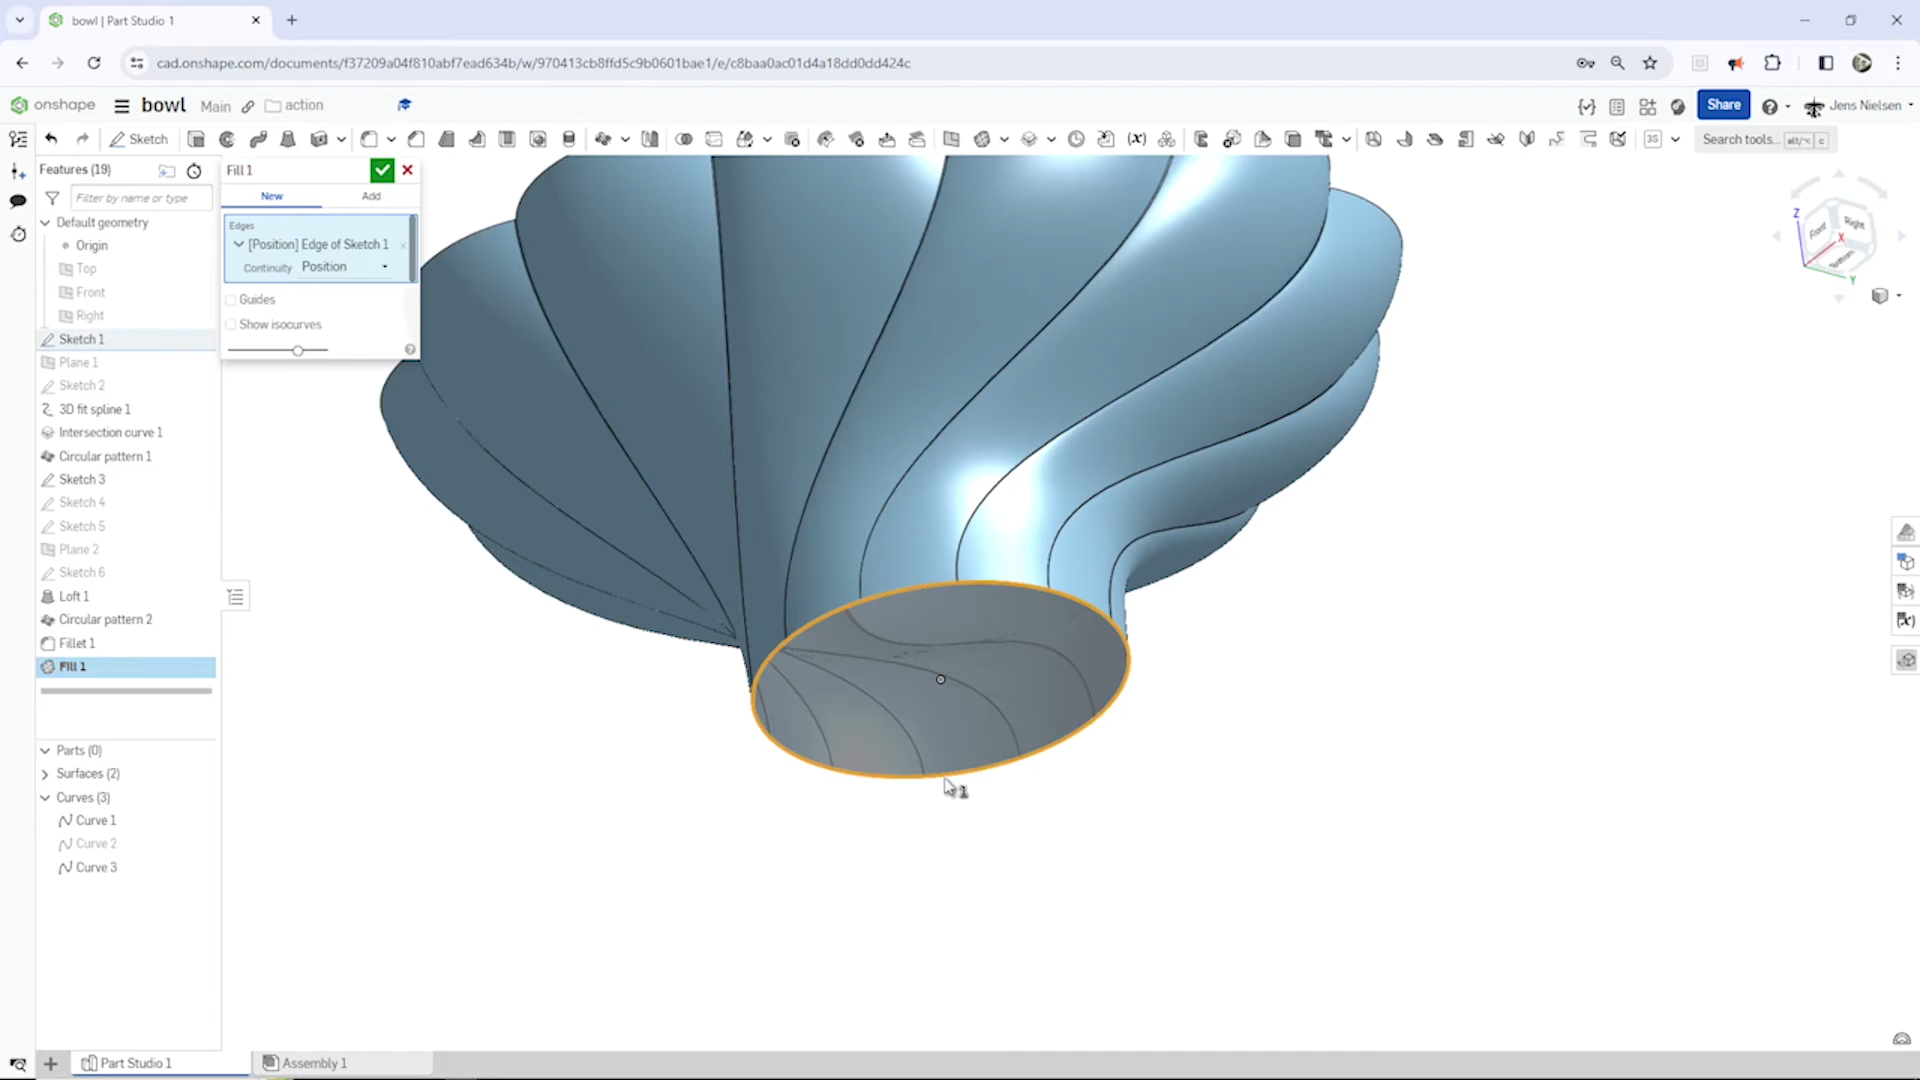 bowl | Part Studio 1
cad.onshape.com/documents/f37209a04f810abf7ead634b/w/970413cb8ffd5c9b0601bae1/e/c8baa0ac01d4a18dd0dd424c
onshape
bowl
Main
action
Share
Jens Nielsen
Sketch
Search tools...
alt/⌥ c
Features (19)
Filter by name or type
Default geometry
Origin
Top
Front
Right
Sketch 1
Plane 1
Sketch 2
3D fit spline 1
Intersection curve 1
Circular pattern 1
Sketch 3
Sketch 4
Sketch 5
Plane 2
Sketch 6
Loft 1
Circular pattern 2
Fillet 1
Fill 1
Parts (0)
Surfaces (2)
Curves (3)
Curve 1
Curve 2
Curve 3
Fill 1
New
Add
Edges
[Position] Edge of Sketch 1
Continuity Position
Guides
Show isocurves
1
Z
Front
Right
X
Bottom
Y
Part Studio 1
Assembly 1